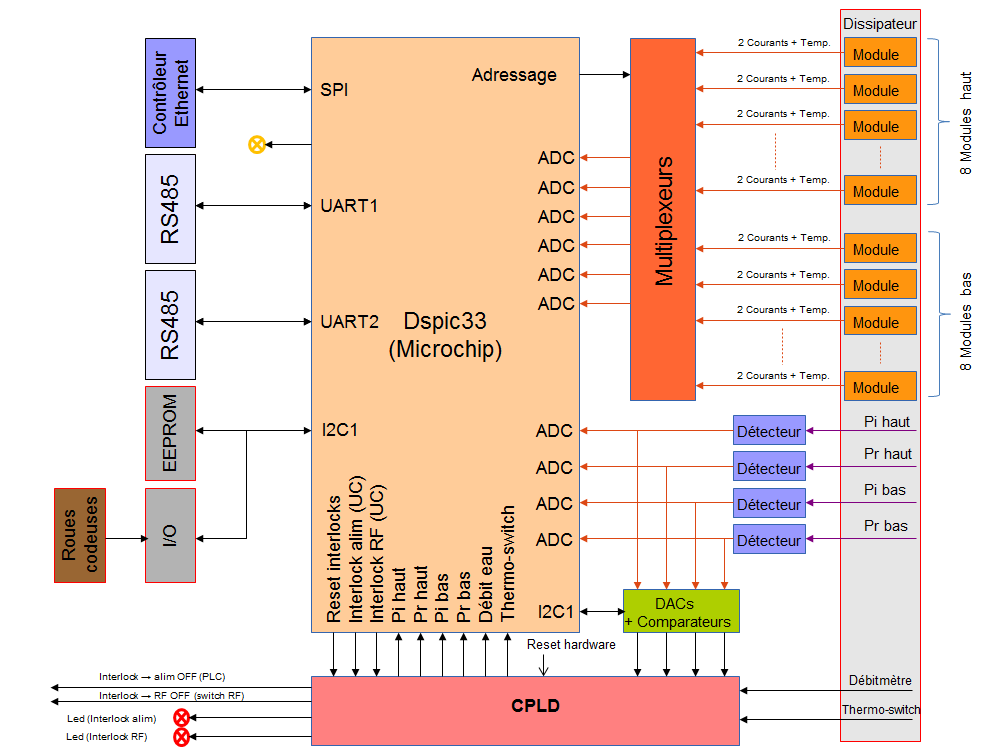 Dissipateur
Contrôleur
Ethernet
RS485
RS485
EEPROM
I/O
Roues
codeuses
SPI
UART1
UART2
I2C1
Adressage
ADC
ADC
ADC
ADC
ADC
ADC
Dspic33
(Microchip)
ADC
ADC
ADC
ADC
I2C1
Reset interlocks
Interlock alim (UC)
Interlock RF (UC)
Pi haut
Pr haut
Pi bas
Pr bas
Débit eau
Thermo-switch
Multiplexeurs
2 Courants + Temp.
2 Courants + Temp.
2 Courants + Temp.
2 Courants + Temp.
2 Courants + Temp.
2 Courants + Temp.
2 Courants + Temp.
2 Courants + Temp.
Module
Module
Module
Module
Module
Module
Module
Module
8 Modules haut
8 Modules bas
Détecteur
Détecteur
Détecteur
Détecteur
Pi haut
Pr haut
Pi bas
Pr bas
DACs
+ Comparateurs
Reset hardware
CPLD
Interlock → alim OFF (PLC)
Interlock → RF OFF (switch RF)
Led (Interlock alim)
Led (Interlock RF)
Débitmètre
Thermo-switch